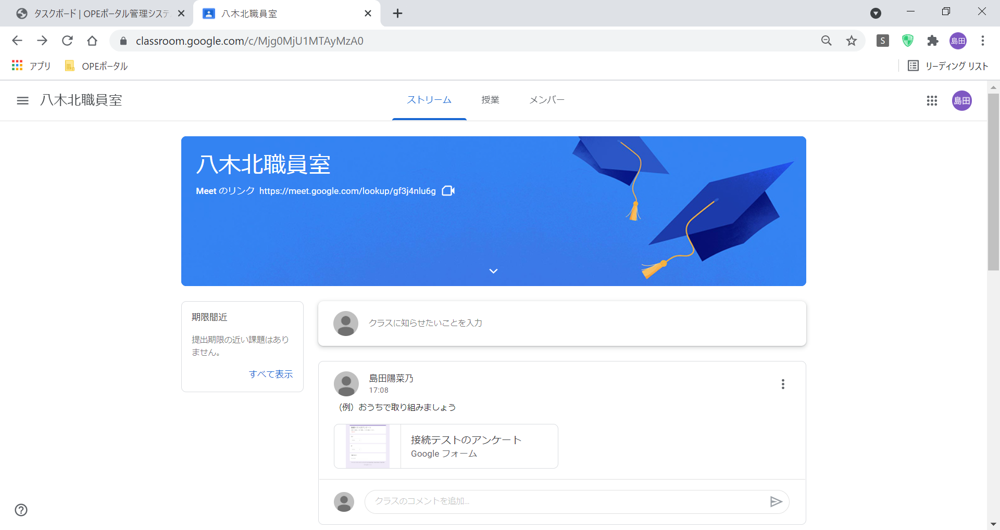 タスクボード | OPEポータル管理システ
八木北職員室
classroom.google.com/c/Mjg0MjU1MTAyMzA0
S
島田
アプリ
OPEポータル
リーディング リスト
八木北職員室
ストリーム
授業
メンバー
島田
八木北職員室
Meet のリンク https://meet.google.com/lookup/gf3j4nlu6g
期限間近
提出期限の近い課題はあり
ません。
すべて表示
クラスに知らせたいことを入力
島田陽菜乃
17:08
（例）おうちで取り組みましょう
接続テストのアンケート
Google フォーム
クラスのコメントを追加...